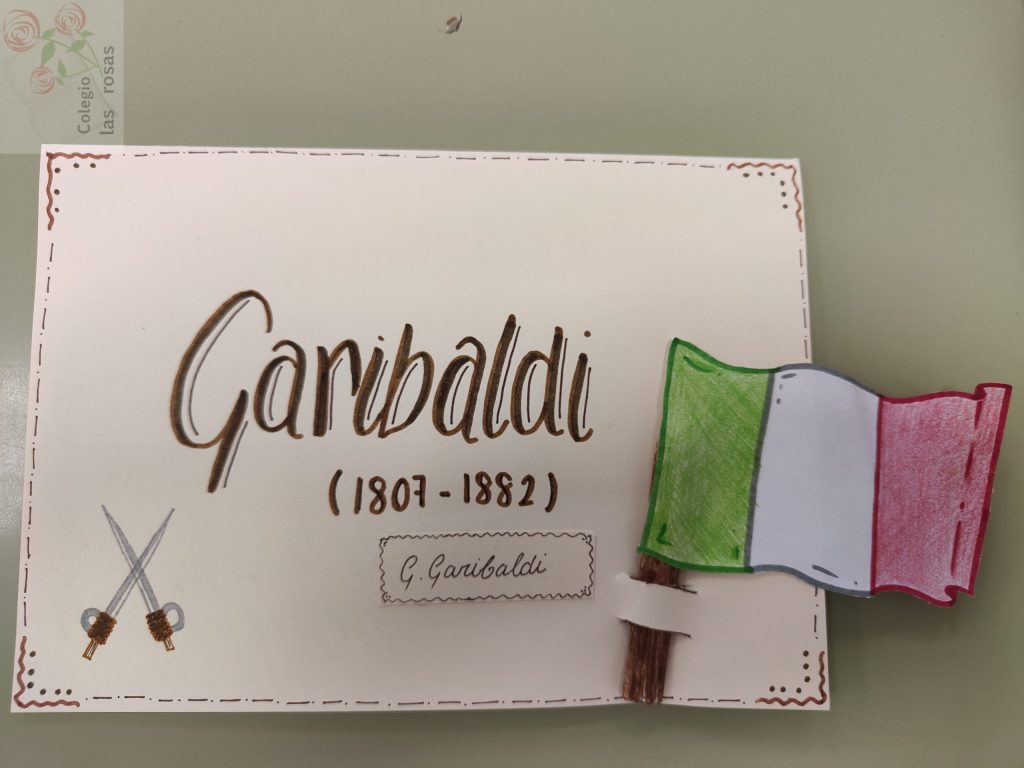 Colegio
las rosas
Garibaldi
(1807-1882)
G. Garibaldi